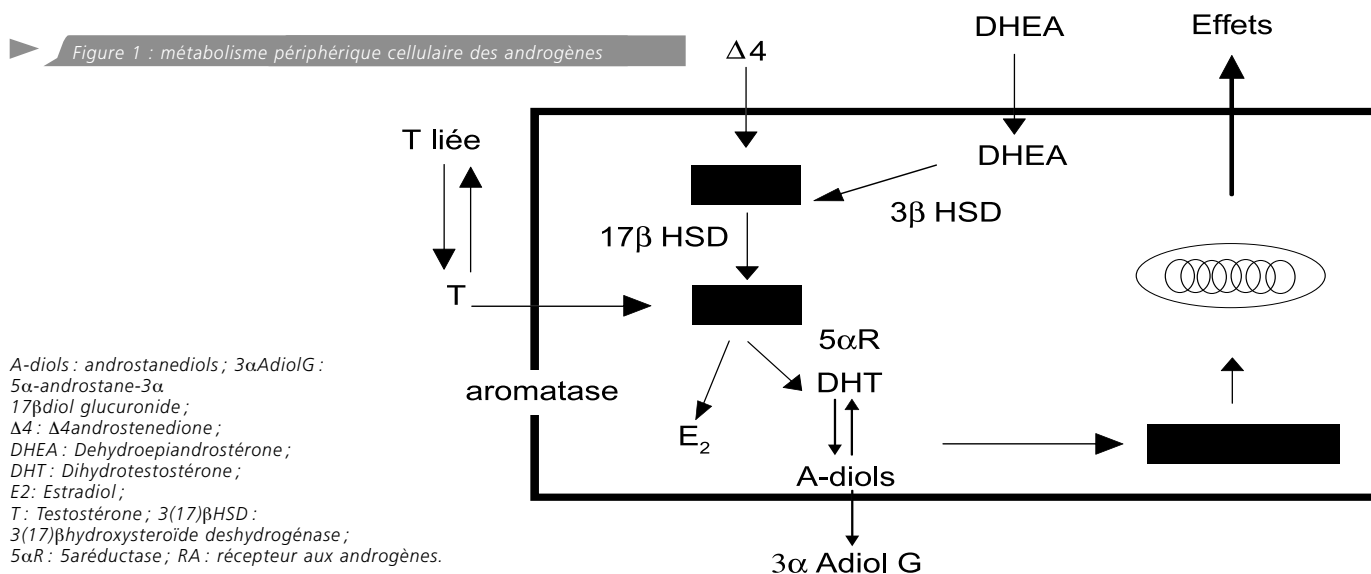 Figure 1 : métabolisme périphérique cellulaire des androgènes
DHEA
Effets
Δ4
T liée
DHEA
3β HSD
17β HSD
T
5αR
aromatase
DHT
E2
A-diols
3α Adiol G
A-diols : androstanediols ; 3αAdiolG :
5α-androstane-3α
17βdiol glucuronide ;
Δ4 : Δ4androstenedione ;
DHEA : Dehydroepiandrostérone ;
DHT : Dihydrotestostérone ;
E2: Estradiol ;
T : Testostérone ; 3(17)βHSD :
3(17)βhydroxysteroïde deshydrogénase ;
5αR : 5aréductase ; RA : récepteur aux androgènes.